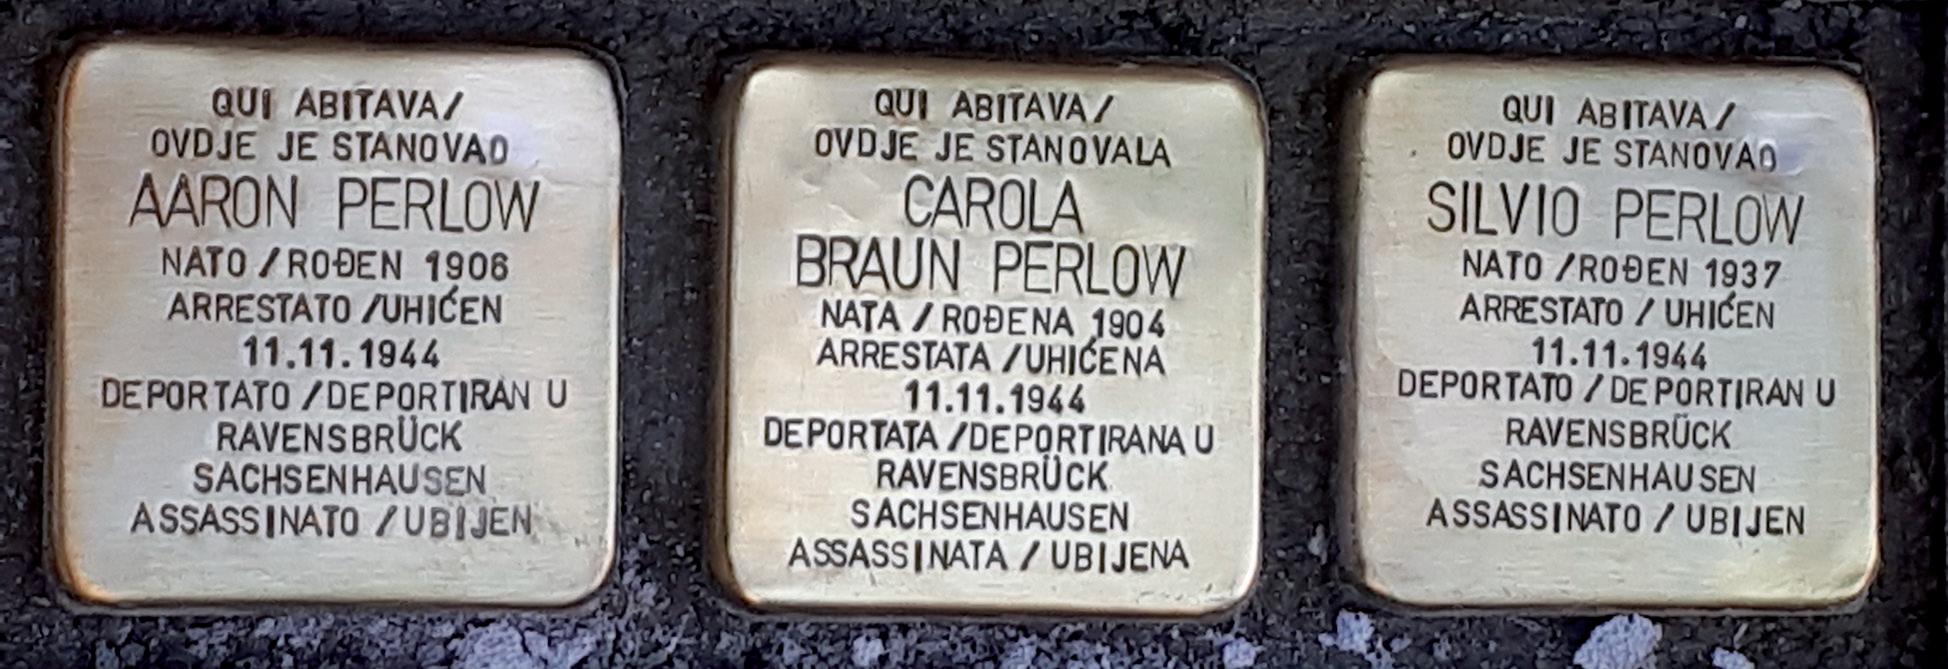 QUI ABITAVA/
OVDJE JE STANOVAO
AARON PERLOW
NATO / ROĐEN 1906
ARRESTATO /UHIĆEN
11.11.1944
DEPORTATO /DEPORTIRAN U
RAVENSBRÜCK
SACHSENHAUSEN
ASSASSINATO / UBIJEN
QUI ABITAVA/
OVDJE JE STANOVALA
CAROLA
BRAUN PERLOW
NATA / ROĐENA 1904
ARRESTATA /UHIĆENA
11.11.1944
DEPORTATA /DEPORTIRANA U
RAVENSBRÜCK
SACHSENHAUSEN
ASSASSINATA / UBIJENA
QUI ABITAVA/
OVDJE JE STANOVAO
SILVIO PERLOW
NATO /ROĐEN 1937
ARRESTATO / UHIĆEN
11.11.1944
DEPORTATO / DEPORTIRAN U
RAVENSBRÜCK
SACHSENHAUSEN
ASSASSINATO / UBIJEN